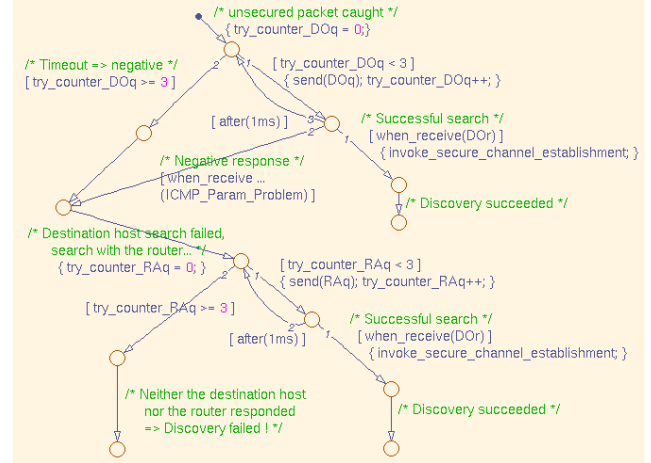 /* unsecured packet caught */
{ try_counter_DOq = 0;}
/* Timeout => negative */
[ try_counter_DOq >= 3 ]
2
1
[ try_counter_DOq < 3 ]
{ send(DOq); try_counter_DOq++; }
[ after(1ms) ]
3
2
1
/* Successful search */
[ when_receive(DOr) ]
{ invoke_secure_channel_establishment; }
/* Negative response */
[ when_receive ...
(ICMP_Param_Problem) ]
/* Discovery succeeded */
/* Destination host search failed,
search with the router... */
{ try_counter_RAq = 0; }
2
1
[ try_counter_RAq < 3 ]
{ send(RAq); try_counter_RAq++; }
[ try_counter_RAq >= 3 ]
[ after(1ms) ]
2
1
/* Successful search */
[ when_receive(DOr) ]
{ invoke_secure_channel_establishment; }
/* Neither the destination host
nor the router responded
=> Discovery failed ! */
/* Discovery succeeded */